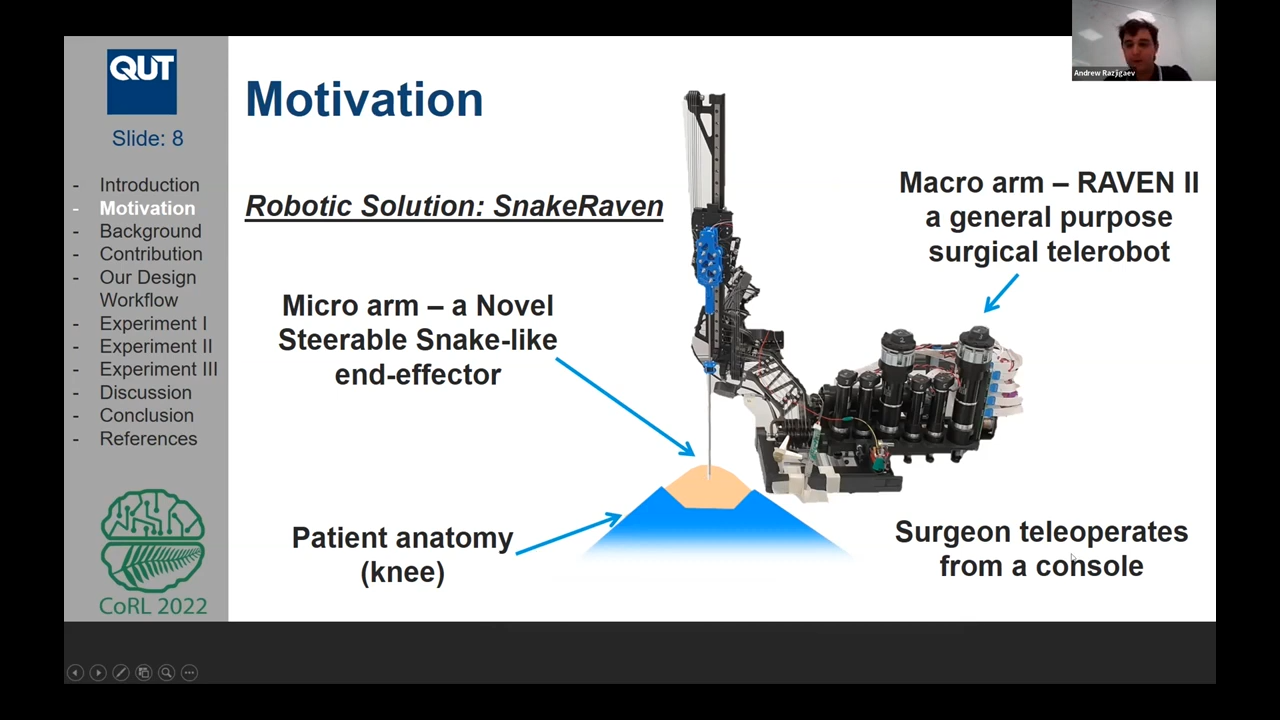 QUT
Slide: 8
- Introduction
- Motivation
- Background
- Contribution
- Our Design
Workflow
- Experiment I
- Experiment II
- Experiment III
- Discussion
- Conclusion
- References
CoRL 2022
Motivation
Robotic Solution: SnakeRaven
Micro arm – a Novel
Steerable Snake-like
end-effector
Patient anatomy
(knee)
Macro arm – RAVEN II
a general purpose
surgical telerobot
Surgeon teleoperates
from a console
Andrew Razjigaev